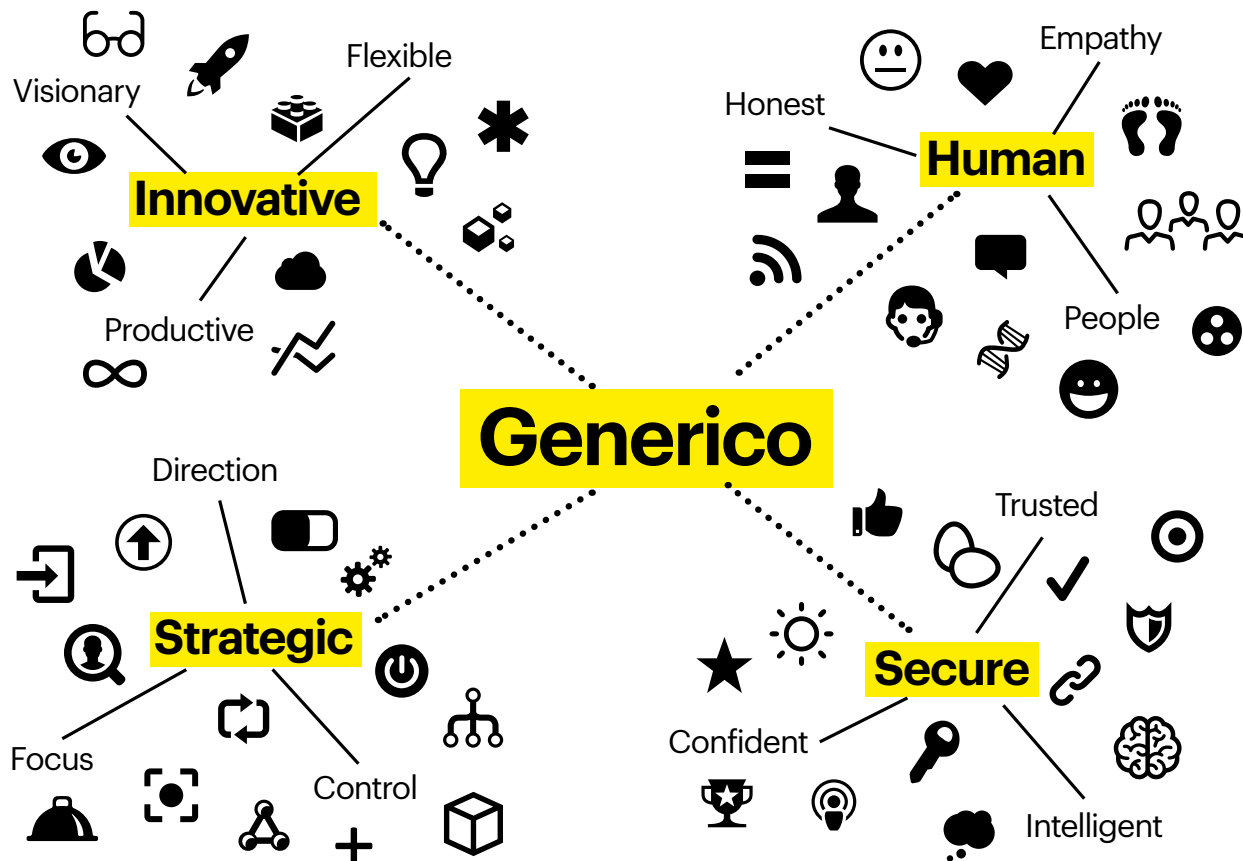 Visionary
Flexible
Innovative
Productive
Honest
Empathy
Human
People
Generico
Direction
Strategic
Focus
Control
Trusted
Secure
Confident
Intelligent